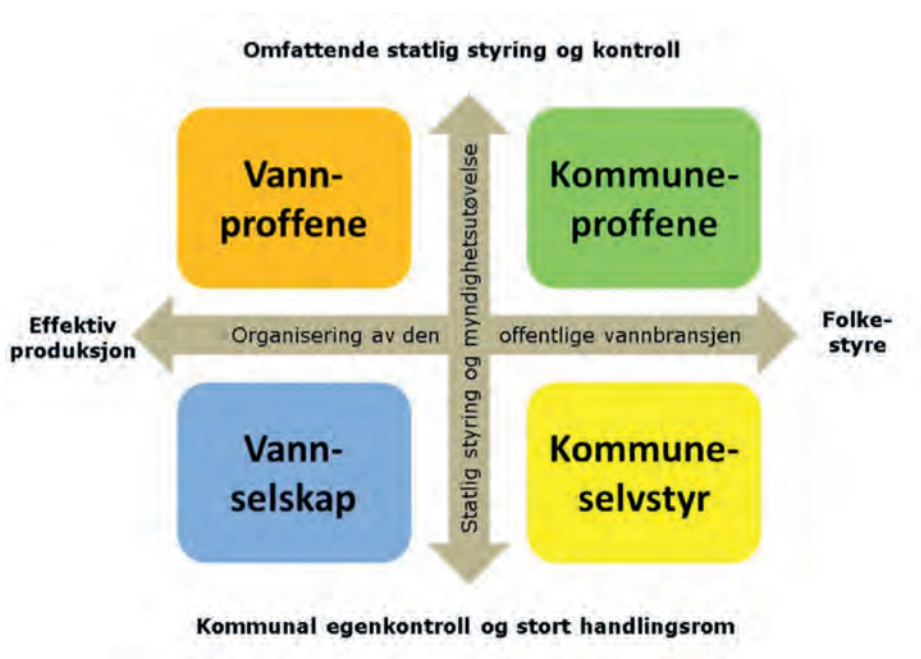 Omfattende statlig styring og kontroll
Vann-
proffene
Kommune-
proffene
Statlig styring og myndighetsutøvelse
Effektiv
produksjon
Organisering av den offentlige vannbransjen
Folke-
styre
Vann-
selskap
Kommune-
selvstyr
Kommunal egenkontroll og stort handlingsrom